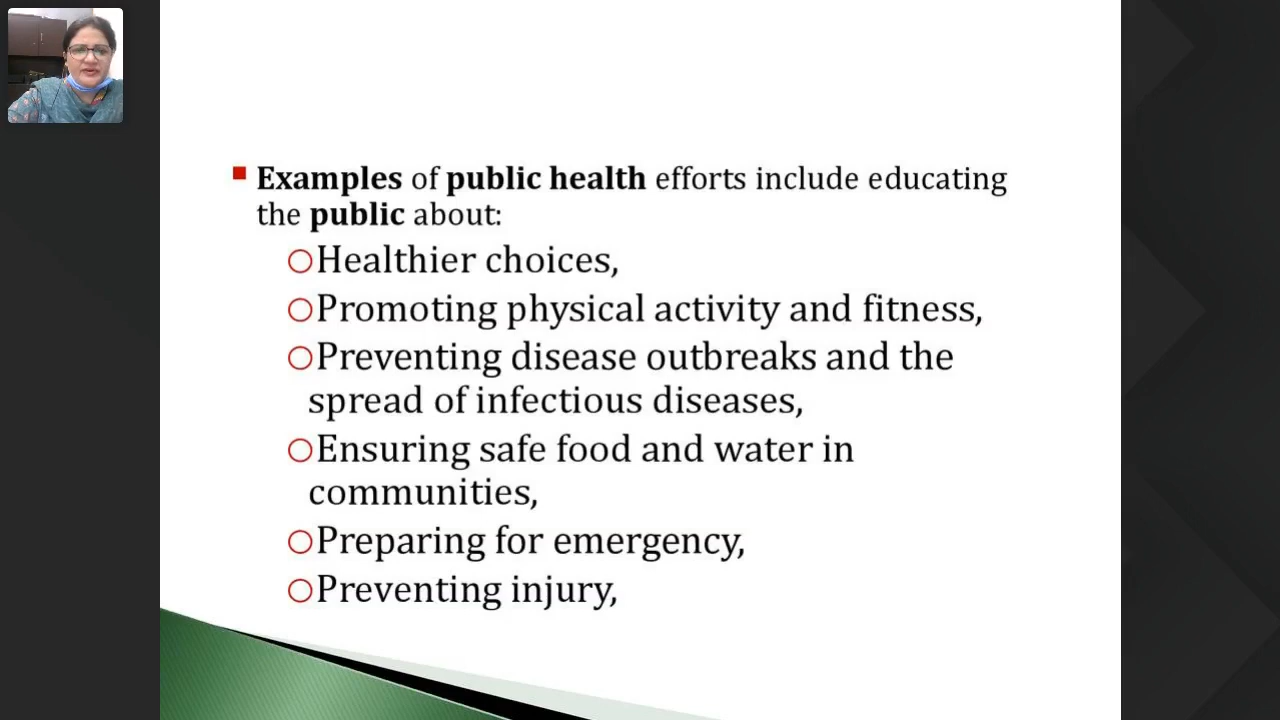 Examples of public health efforts include educating
the public about:
Healthier choices,
Promoting physical activity and fitness,
Preventing disease outbreaks and the
spread of infectious diseases,
Ensuring safe food and water in
communities,
Preparing for emergency,
Preventing injury,